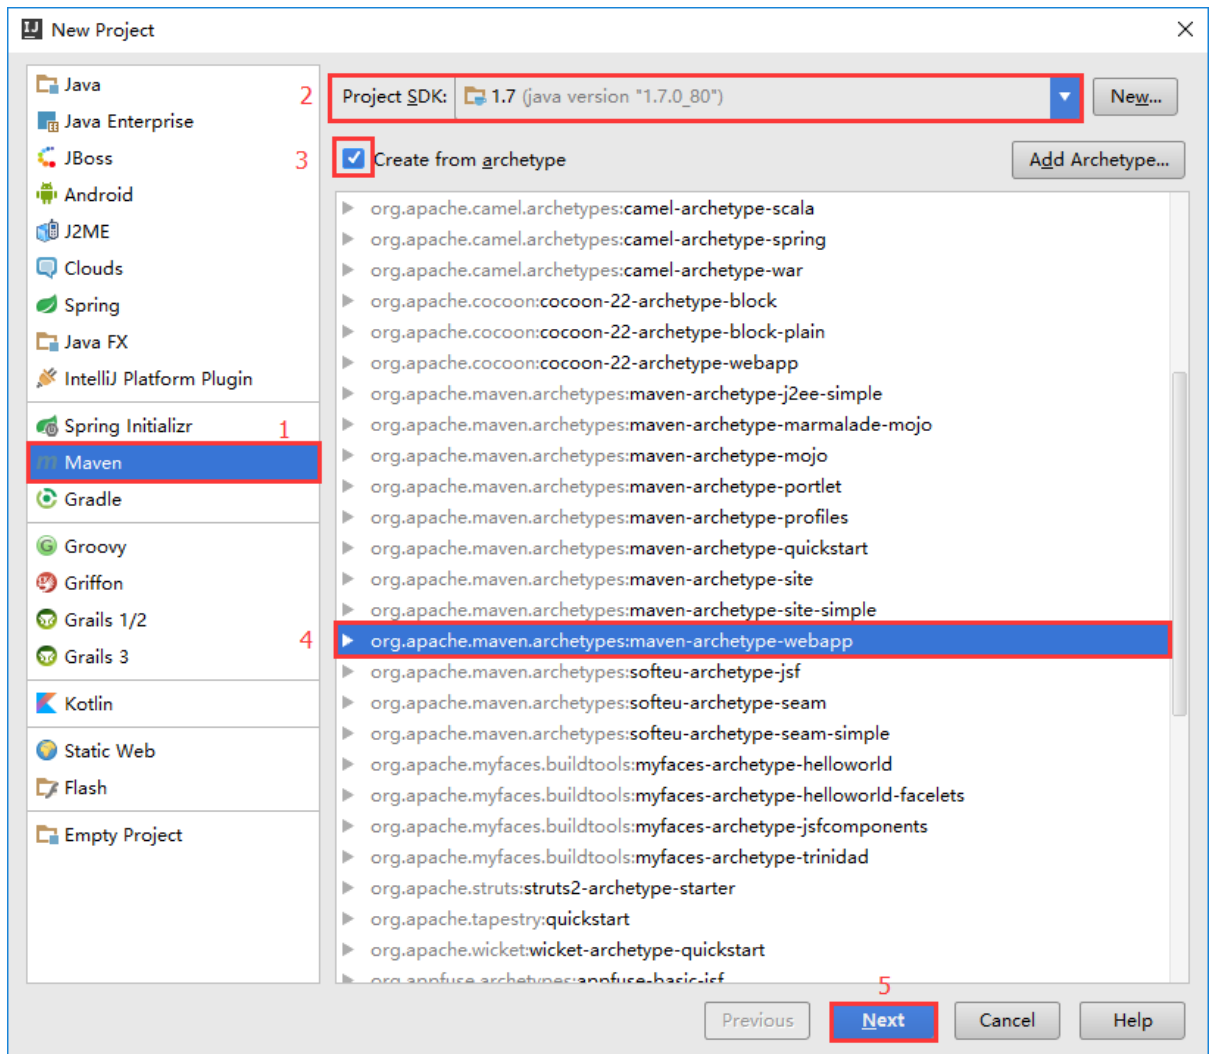 New Project
Java
Java Enterprise
JBoss
Android
J2ME
Clouds
Spring
Java FX
IntelliJ Platform Plugin
Spring Initializr
1
Maven
Gradle
Groovy
Griffon
Grails 1/2
Grails 3
Kotlin
Static Web
Flash
Empty Project
2 Project SDK: 1.7 (java version "1.7.0_80") New...
3 Create from archetype Add Archetype...
org.apache.camel.archetypes:camel-archetype-scala
org.apache.camel.archetypes:camel-archetype-spring
org.apache.camel.archetypes:camel-archetype-war
org.apache.cocoon:cocoon-22-archetype-block
org.apache.cocoon:cocoon-22-archetype-block-plain
org.apache.cocoon:cocoon-22-archetype-webapp
org.apache.maven.archetypes:maven-archetype-j2ee-simple
org.apache.maven.archetypes:maven-archetype-marmalade-mojo
org.apache.maven.archetypes:maven-archetype-mojo
org.apache.maven.archetypes:maven-archetype-portlet
org.apache.maven.archetypes:maven-archetype-profiles
org.apache.maven.archetypes:maven-archetype-quickstart
org.apache.maven.archetypes:maven-archetype-site
org.apache.maven.archetypes:maven-archetype-site-simple
4 org.apache.maven.archetypes:maven-archetype-webapp
org.apache.maven.archetypes:softeu-archetype-jsf
org.apache.maven.archetypes:softeu-archetype-seam
org.apache.maven.archetypes:softeu-archetype-seam-simple
org.apache.myfaces.buildtools:myfaces-archetype-helloworld
org.apache.myfaces.buildtools:myfaces-archetype-helloworld-facelets
org.apache.myfaces.buildtools:myfaces-archetype-jsfcomponents
org.apache.myfaces.buildtools:myfaces-archetype-trinidad
org.apache.struts:struts2-archetype-starter
org.apache.tapestry:quickstart
org.apache.wicket:wicket-archetype-quickstart
org.appfuse.archetypes:appfuse-basic-jsf
5
Previous Next Cancel Help